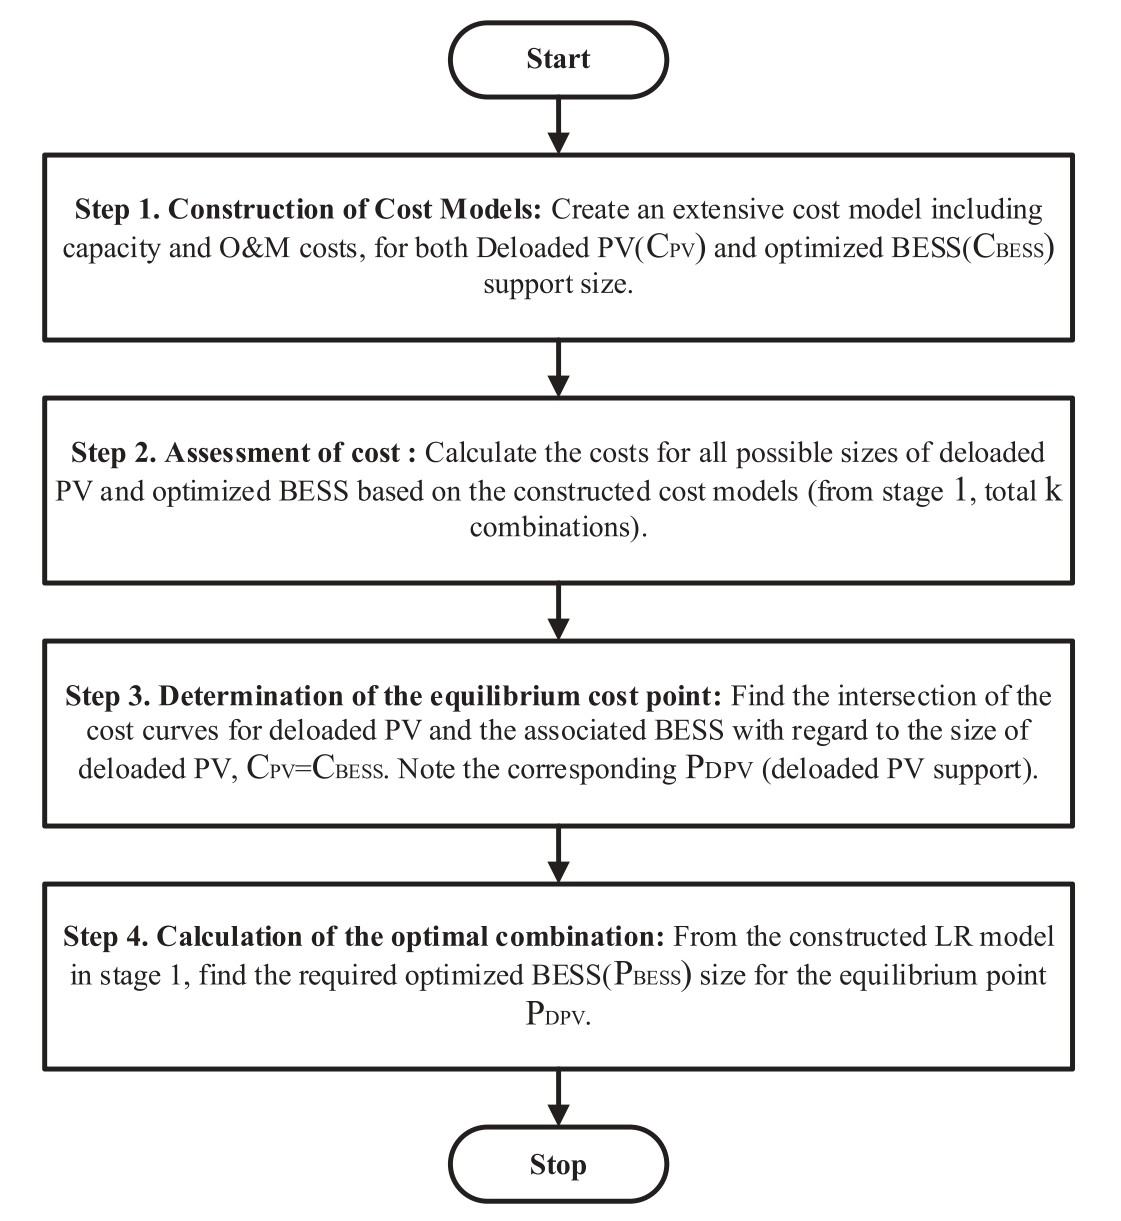 Start
Step 1. Construction of Cost Models: Create an extensive cost model including
capacity and O&M costs, for both Deloaded PV(CPV) and optimized BESS(CBESS)
support size.
Step 2. Assessment of cost : Calculate the costs for all possible sizes of deloaded
PV and optimized BESS based on the constructed cost models (from stage 1, total k
combinations).
Step 3. Determination of the equilibrium cost point: Find the intersection of the
cost curves for deloaded PV and the associated BESS with regard to the size of
deloaded PV, CPV=CBESS. Note the corresponding PDPV (deloaded PV support).
Step 4. Calculation of the optimal combination: From the constructed LR model
in stage 1, find the required optimized BESS(PBESS) size for the equilibrium point
PDPV.
Stop